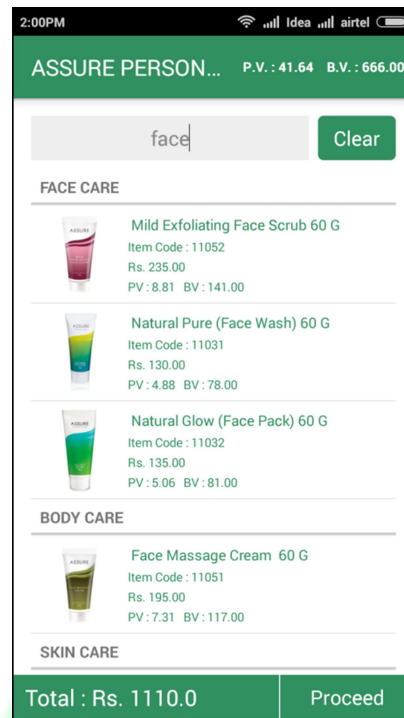 2:00PM Idea airtel
ASSURE PERSON... P.V. : 41.64 B.V. : 666.00
face Clear
FACE CARE
ASSURE
Mild Exfoliating Face Scrub 60 G
Item Code : 11052
Rs. 235.00
PV : 8.81 BV : 141.00
ASSURE
Natural Pure (Face Wash) 60 G
Item Code : 11031
Rs. 130.00
PV : 4.88 BV : 78.00
ASSURE
Natural Glow (Face Pack) 60 G
Item Code : 11032
Rs. 135.00
PV : 5.06 BV : 81.00
BODY CARE
ASSURE
Face Massage Cream 60 G
Item Code : 11051
Rs. 195.00
PV : 7.31 BV : 117.00
SKIN CARE
Total : Rs. 1110.0 Proceed